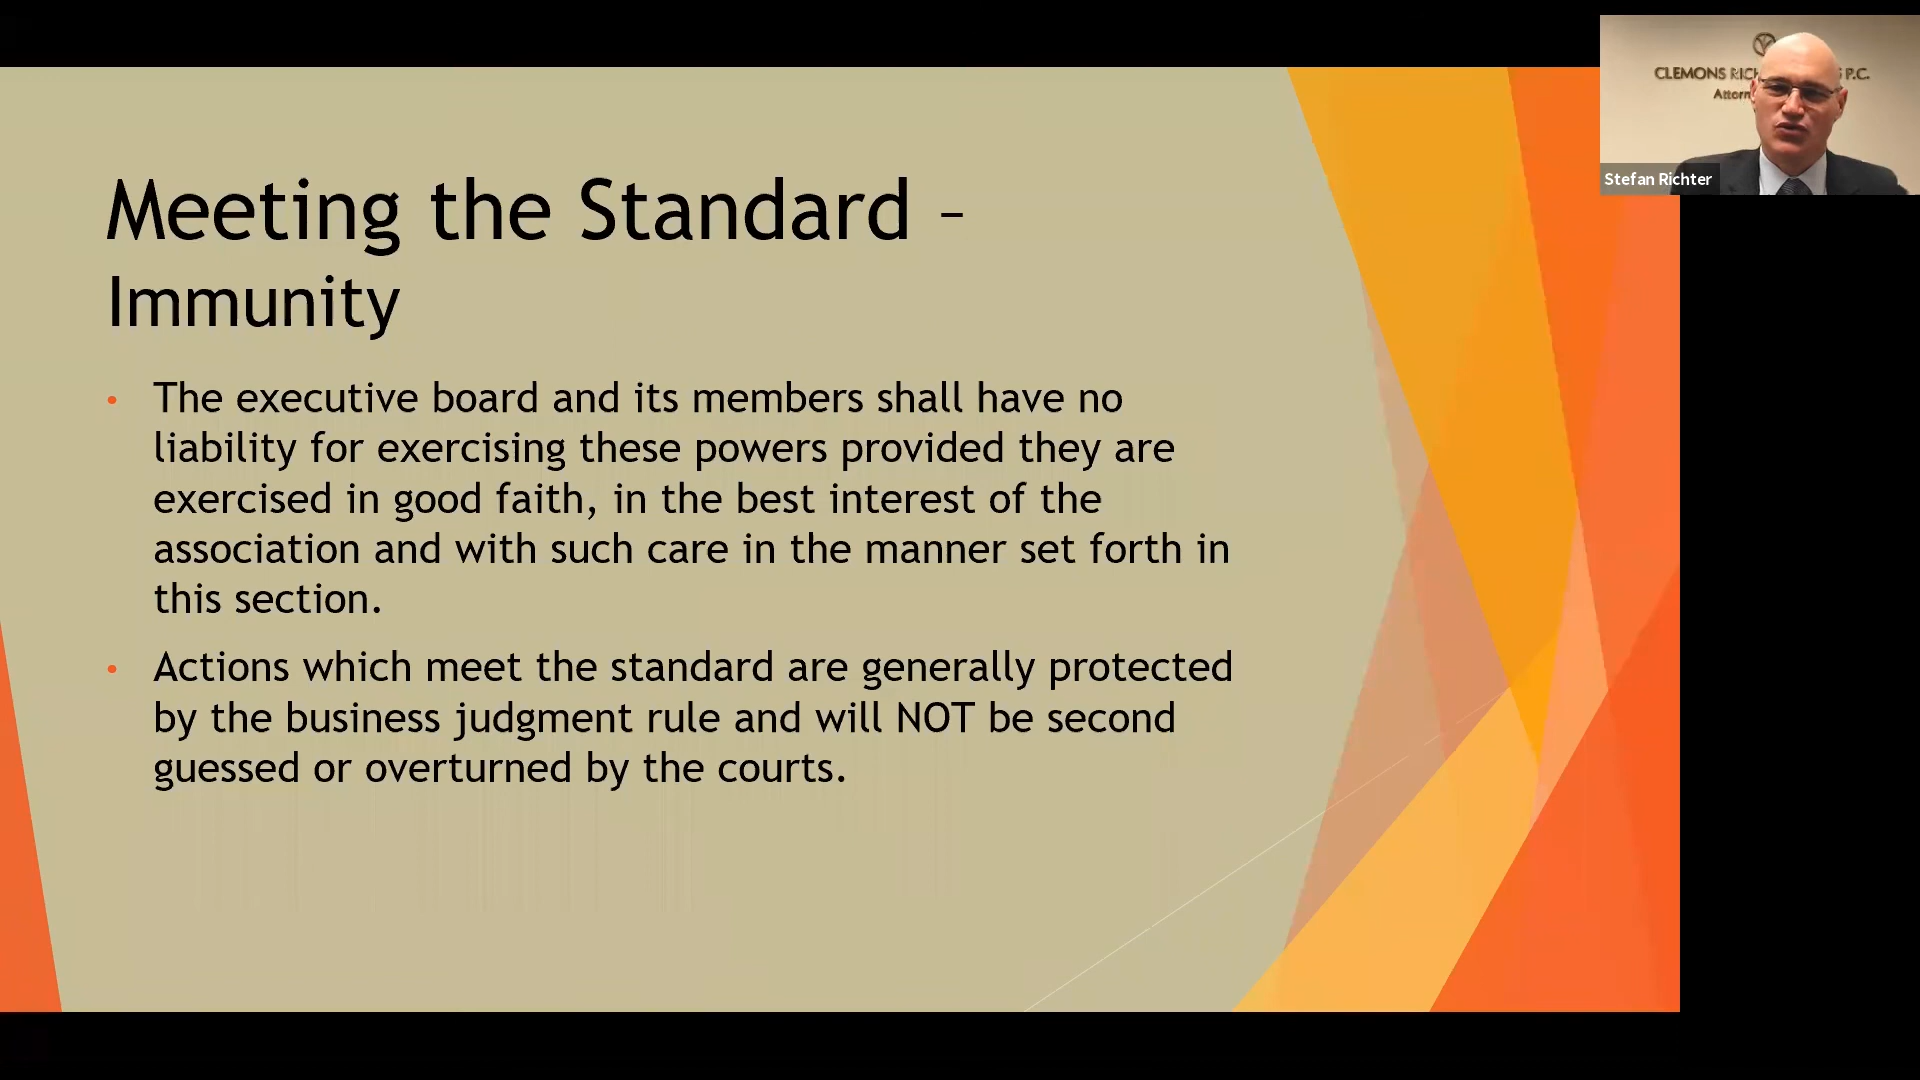 Meeting the Standard –
Immunity
• The executive board and its members shall have no
liability for exercising these powers provided they are
exercised in good faith, in the best interest of the
association and with such care in the manner set forth in
this section.
• Actions which meet the standard are generally protected
by the business judgment rule and will NOT be second
guessed or overturned by the courts.
CLEMONS P.C.
Stefan Richter